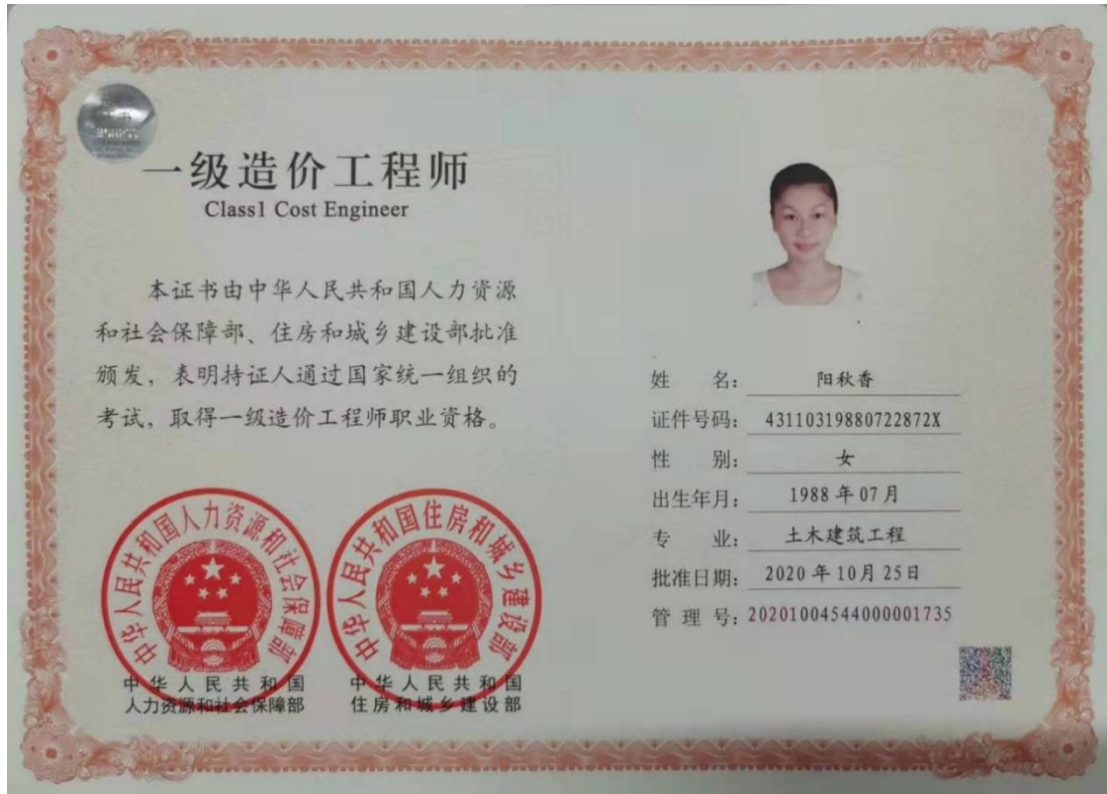 一级造价工程师
Class1 Cost Engineer
本证书由中华人民共和国人力资源
和社会保障部、住房和城乡建设部批准
颁发，表明持证人通过国家统一组织的
考试，取得一级造价工程师职业资格。
中华人民共和国人力资源和社会保障部
中华人民共和国
人力资源和社会保障部
中华人民共和国住房和城乡建设部
中华人民共和国
住房和城乡建设部
姓 名：阳秋香
证件号码：43110319880722872X
性 别：女
出生年月：1988年07月
专 业：土木建筑工程
批准日期：2020年10月25日
管 理 号：20201004544000001735